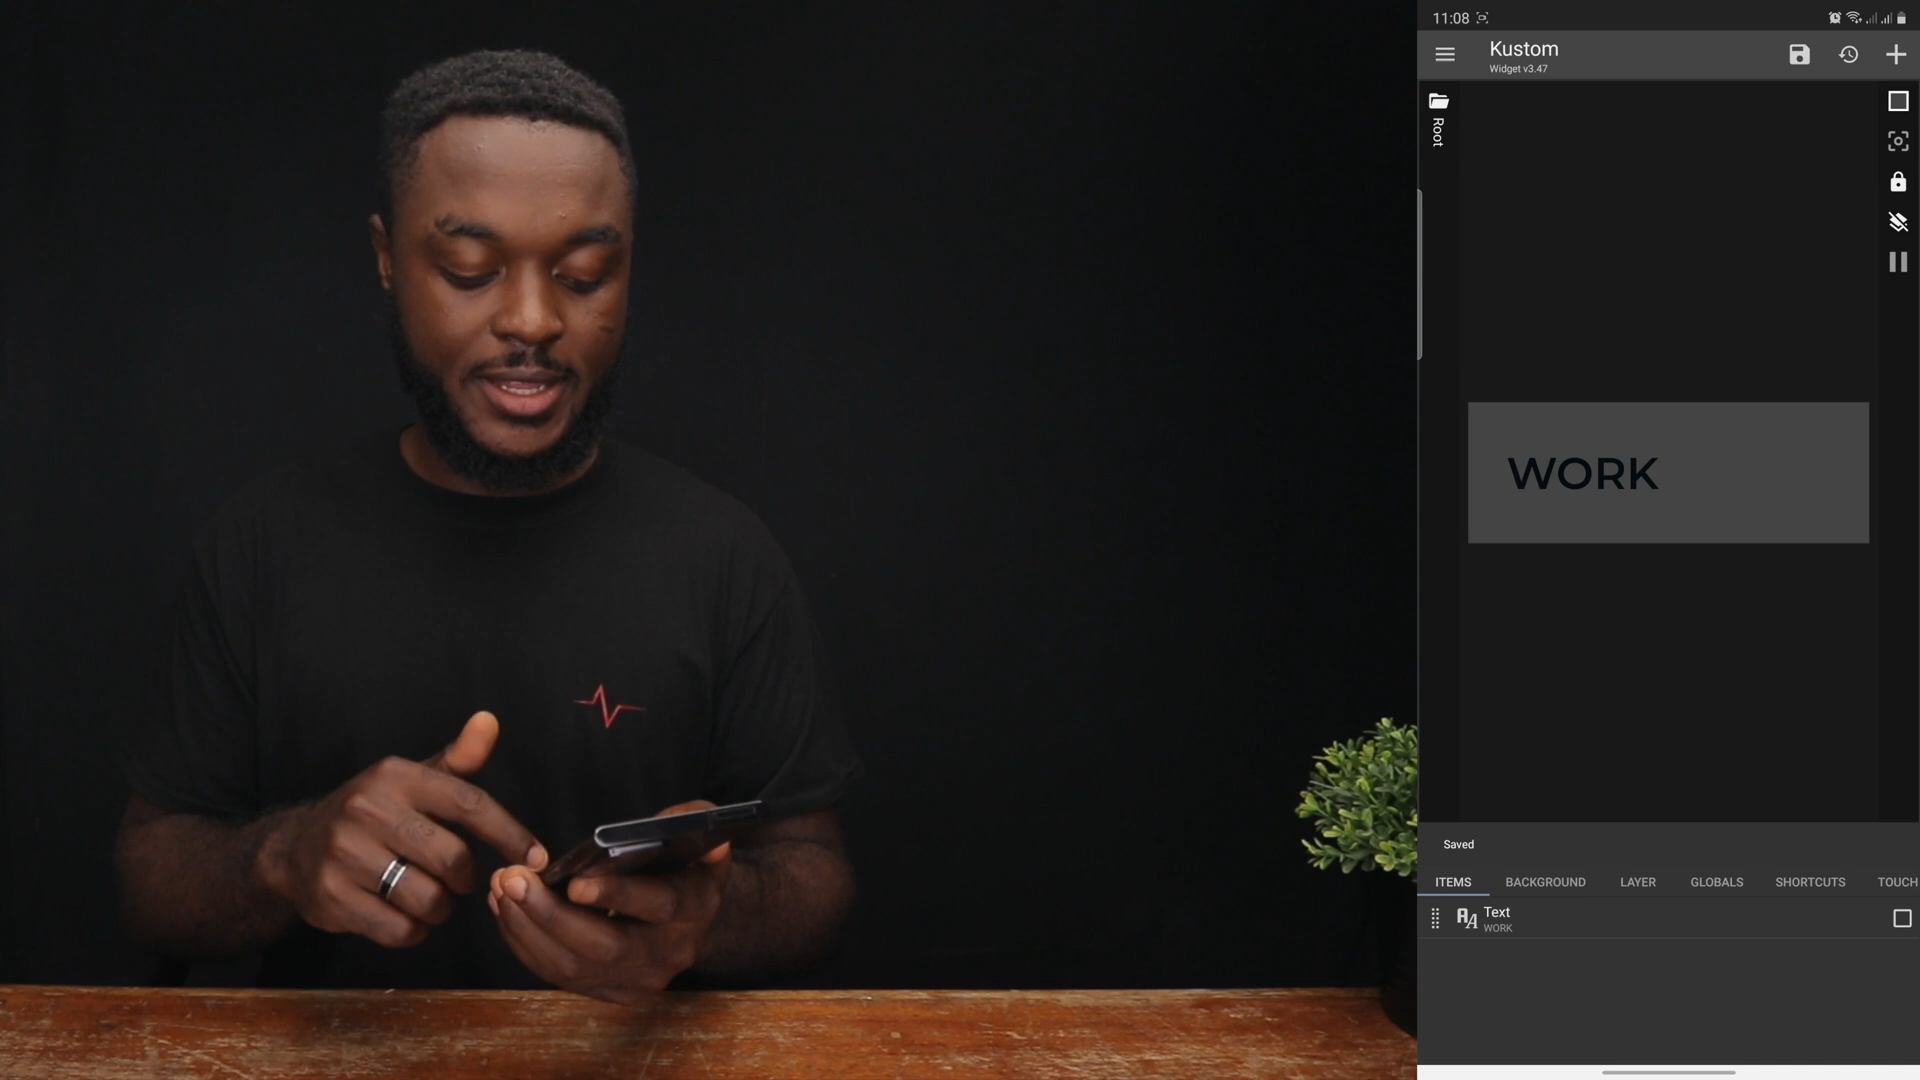 11:08
Kustom
Widget v3.47
Root
WORK
Saved
ITEMS BACKGROUND LAYER GLOBALS SHORTCUTS TOUCH
Text
WORK